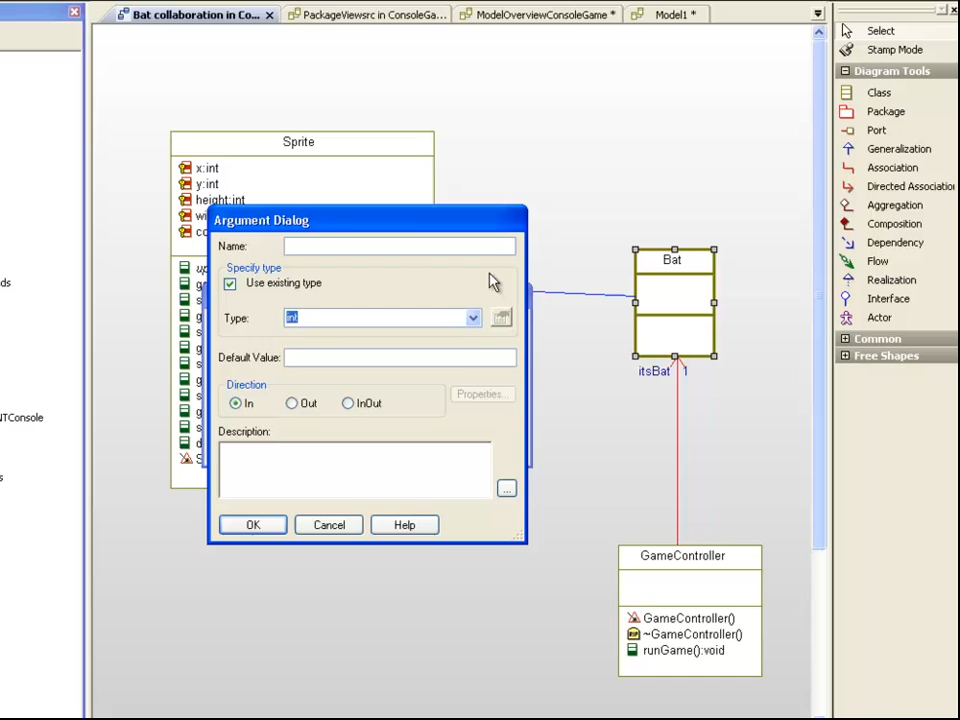 Bat collaboration in Co...
PackageViewsrc in ConsoleGa...
ModelOverviewConsoleGame *
Model1 *
Select
Stamp Mode
Diagram Tools
Class
Package
Port
Generalization
Association
Directed Associatio
Aggregation
Composition
Dependency
Flow
Realization
Interface
Actor
Common
Free Shapes
Sprite
x:int
y:int
height:int
Argument Dialog
Name:
Specify type
Use existing type
Type:
int
Default Value:
Direction
In
Out
InOut
Properties...
Description:
...
OK
Cancel
Help
Bat
itsBat
1
GameController
GameController()
~GameController()
runGame():void
ds
NTConsole
s